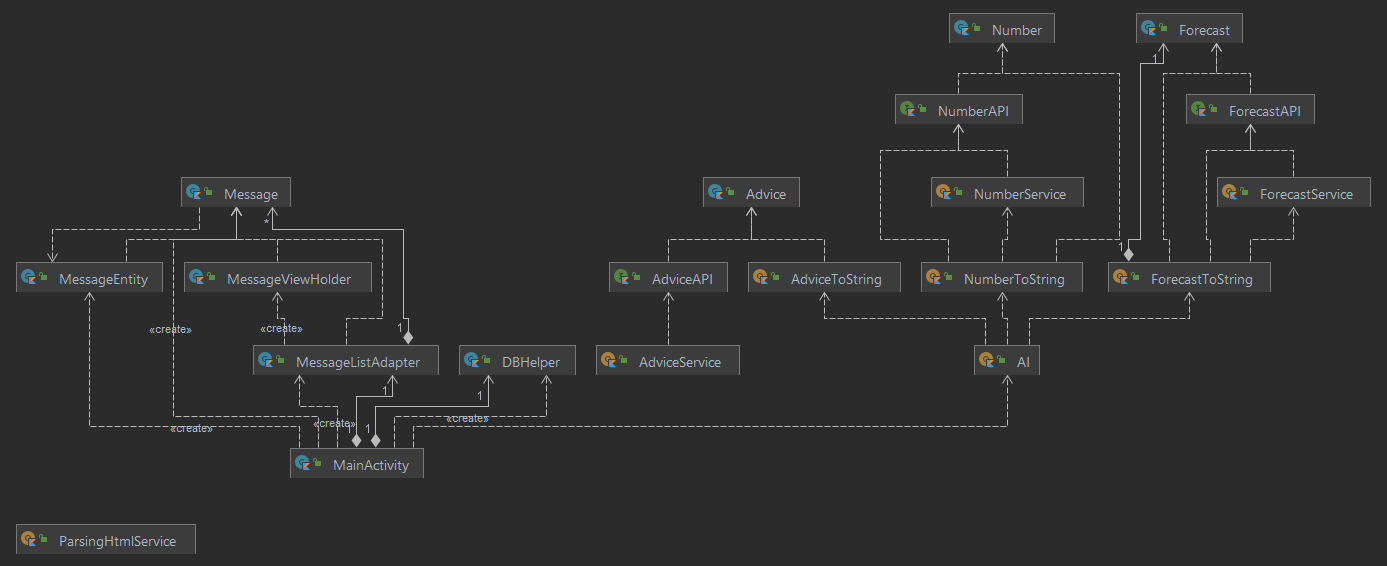 Number
Forecast
1
NumberAPI
ForecastAPI
Message
Advice
NumberService
ForecastService
*
1
MessageEntity
MessageViewHolder
AdviceAPI
AdviceToString
NumberToString
ForecastToString
«create»
«create»
1
MessageListAdapter
DBHelper
AdviceService
AI
1
1
«create»
«create»
«create»
1
1
MainActivity
ParsingHtmlService